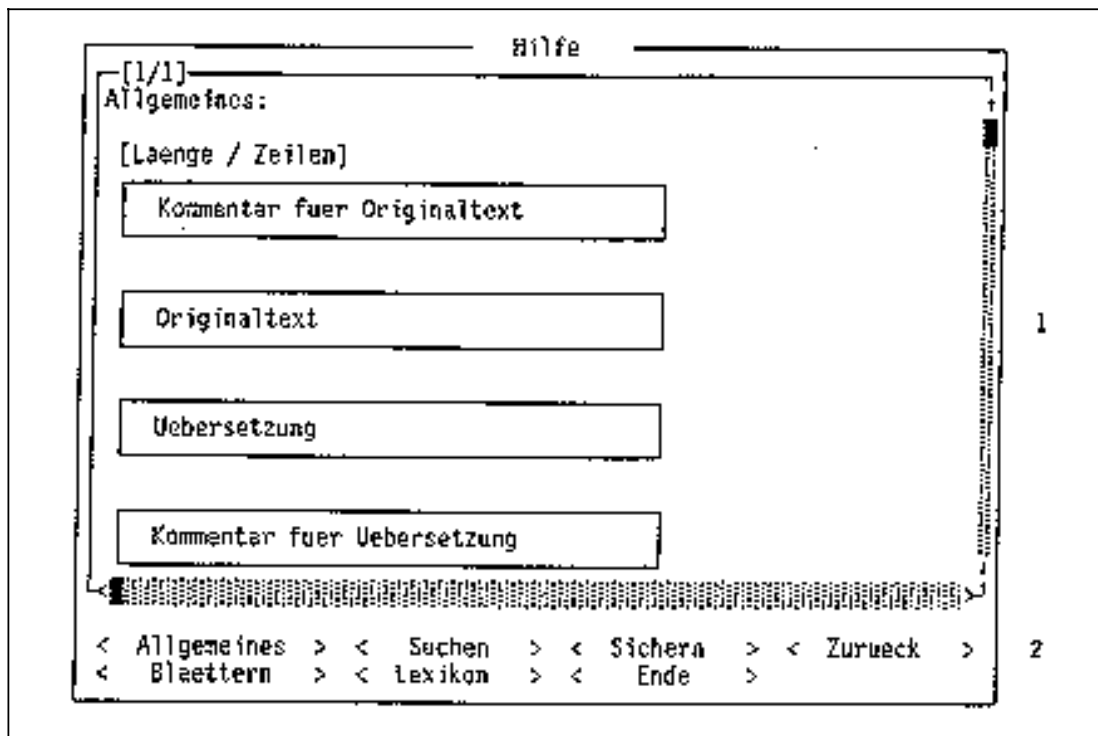 Hilfe
[1/1]
Allgemeines:
[Laenge / Zeilen]
Kommentar fuer Originaltext
Originaltext
1
Uebersetzung
Kommentar fuer Uebersetzung
< Allgemeines > < Suchen > < Sichern > < Zurueck > 2
< Blaettern > < Lexikon > < Ende >